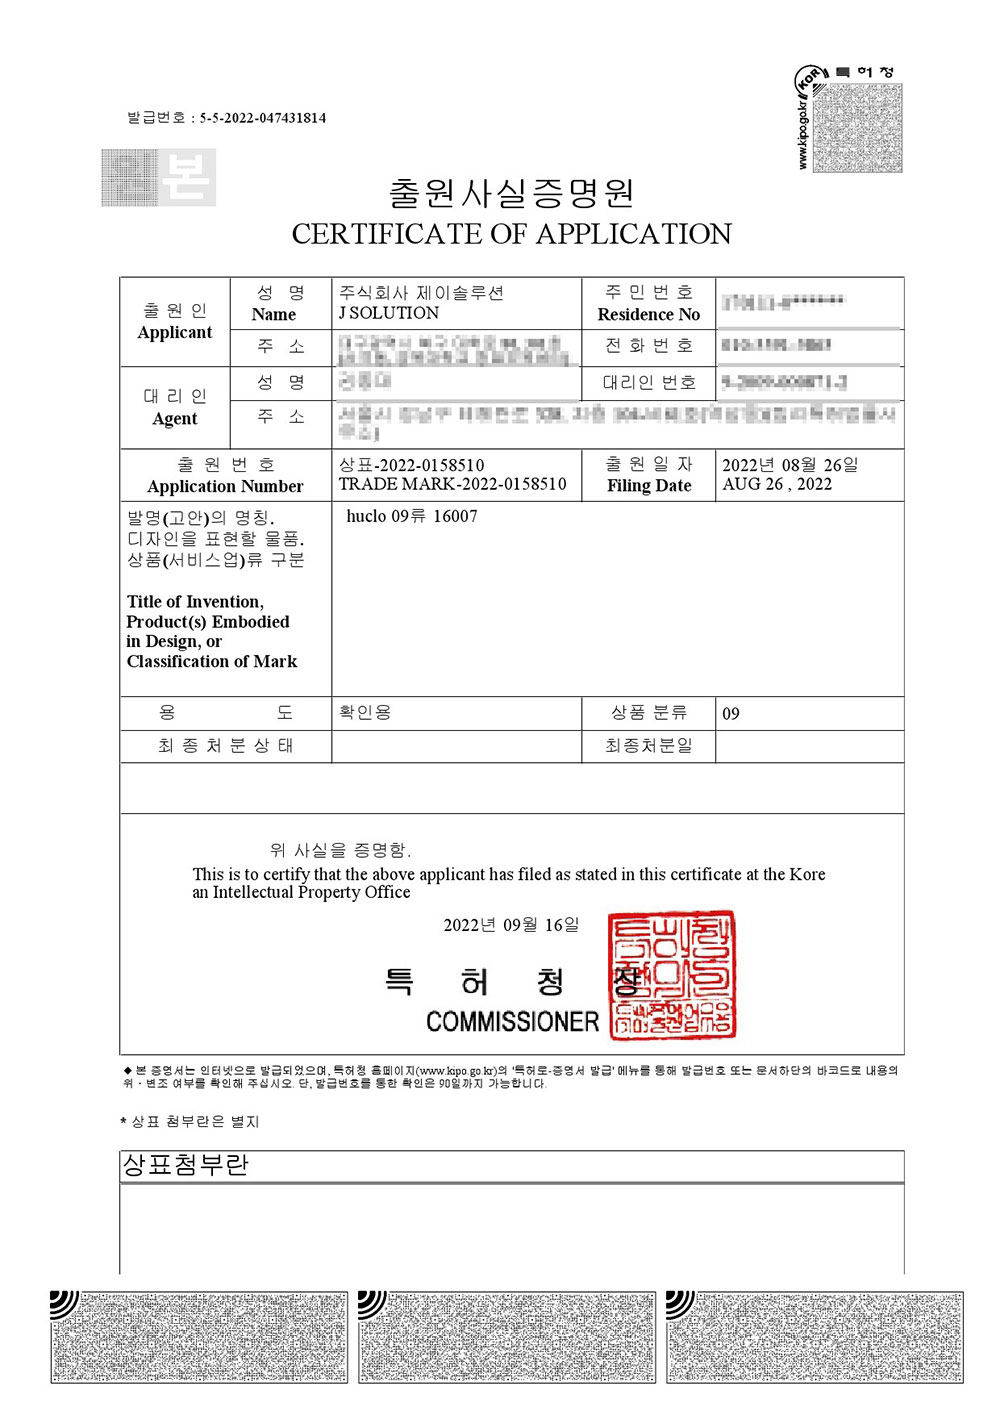 KOR 특허청
www.kipo.go.kr
발급번호 : 5-5-2022-047431814
원본
출원사실증명원
CERTIFICATE OF APPLICATION
출 원 인
Applicant
성 명
Name
주식회사 제이솔루션
J SOLUTION
주 민 번 호
Residence No
주 소
전 화 번 호
대 리 인
Agent
성 명
대리인 번호
주 소
출 원 번 호
Application Number
상표-2022-0158510
TRADE MARK-2022-0158510
출 원 일 자
Filing Date
2022년 08월 26일
AUG 26 , 2022
발명(고안)의 명칭.
디자인을 표현할 물품.
상품(서비스업)류 구분
Title of Invention,
Product(s) Embodied
in Design, or
Classification of Mark
huclo 09류 16007
용 도
확인용
상품 분류
09
최 종 처 분 상 태
최종처분일
위 사실을 증명함.
This is to certify that the above applicant has filed as stated in this certificate at the Kore
an Intellectual Property Office
2022년 09월 16일
특 허 청 장
COMMISSIONER
◆ 본 증명서는 인터넷으로 발급되었으며, 특허청 홈페이지(www.kipo.go.kr)의 '특허로-증명서 발급' 메뉴를 통해 발급번호 또는 문서하단의 바코드로 내용의
위ㆍ변조 여부를 확인해 주십시오. 단, 발급번호를 통한 확인은 90일까지 가능합니다.
* 상표 첨부란은 별지
상표첨부란